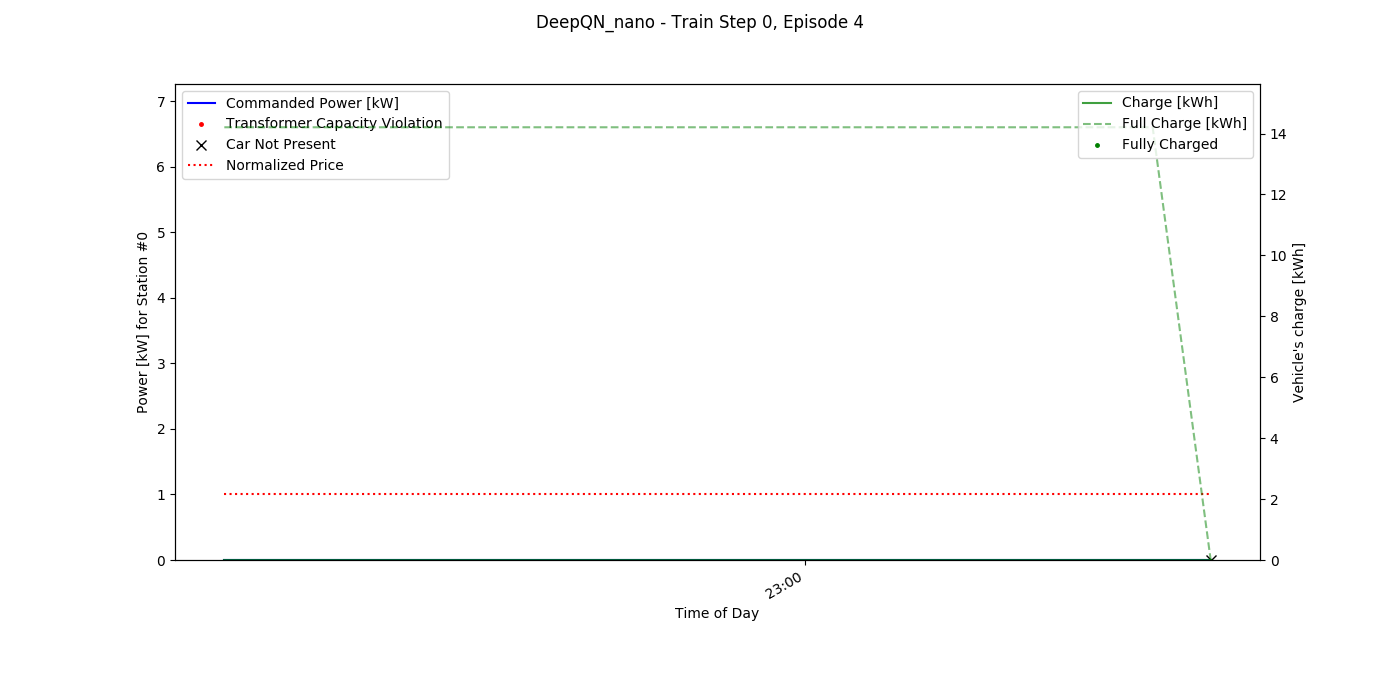 DeepQN_nano - Train Step 0, Episode 4
Commanded Power [kW]
Transformer Capacity Violation
Car Not Present
Normalized Price
Charge [kWh]
Full Charge [kWh]
Fully Charged
7
6
5
4
3
2
1
0
Power [kW] for Station #0
14
12
10
8
6
4
2
0
Vehicle's charge [kWh]
23:00
Time of Day